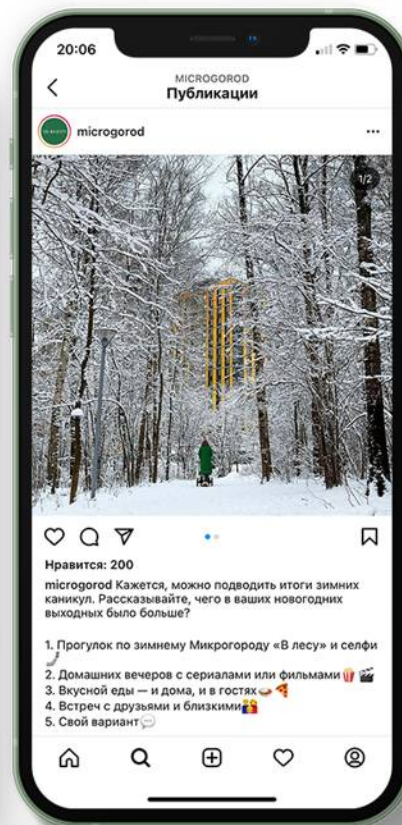 20:06
MICROGOROD
Публикации
microgorod
1/2
Нравится: 200
microgorod Кажется, можно подводить итоги зимних
каникул. Рассказывайте, чего в ваших новогодних
выходных было больше?
1. Прогулок по зимнему Микрогороду «В лесу» и селфи
🤳
2. Домашних вечеров с сериалами или фильмами🍿🎬
3. Вкусной еды — и дома, и в гостях🍛🍕
4. Встреч с друзьями и близкими👫
5. Свой вариант💬